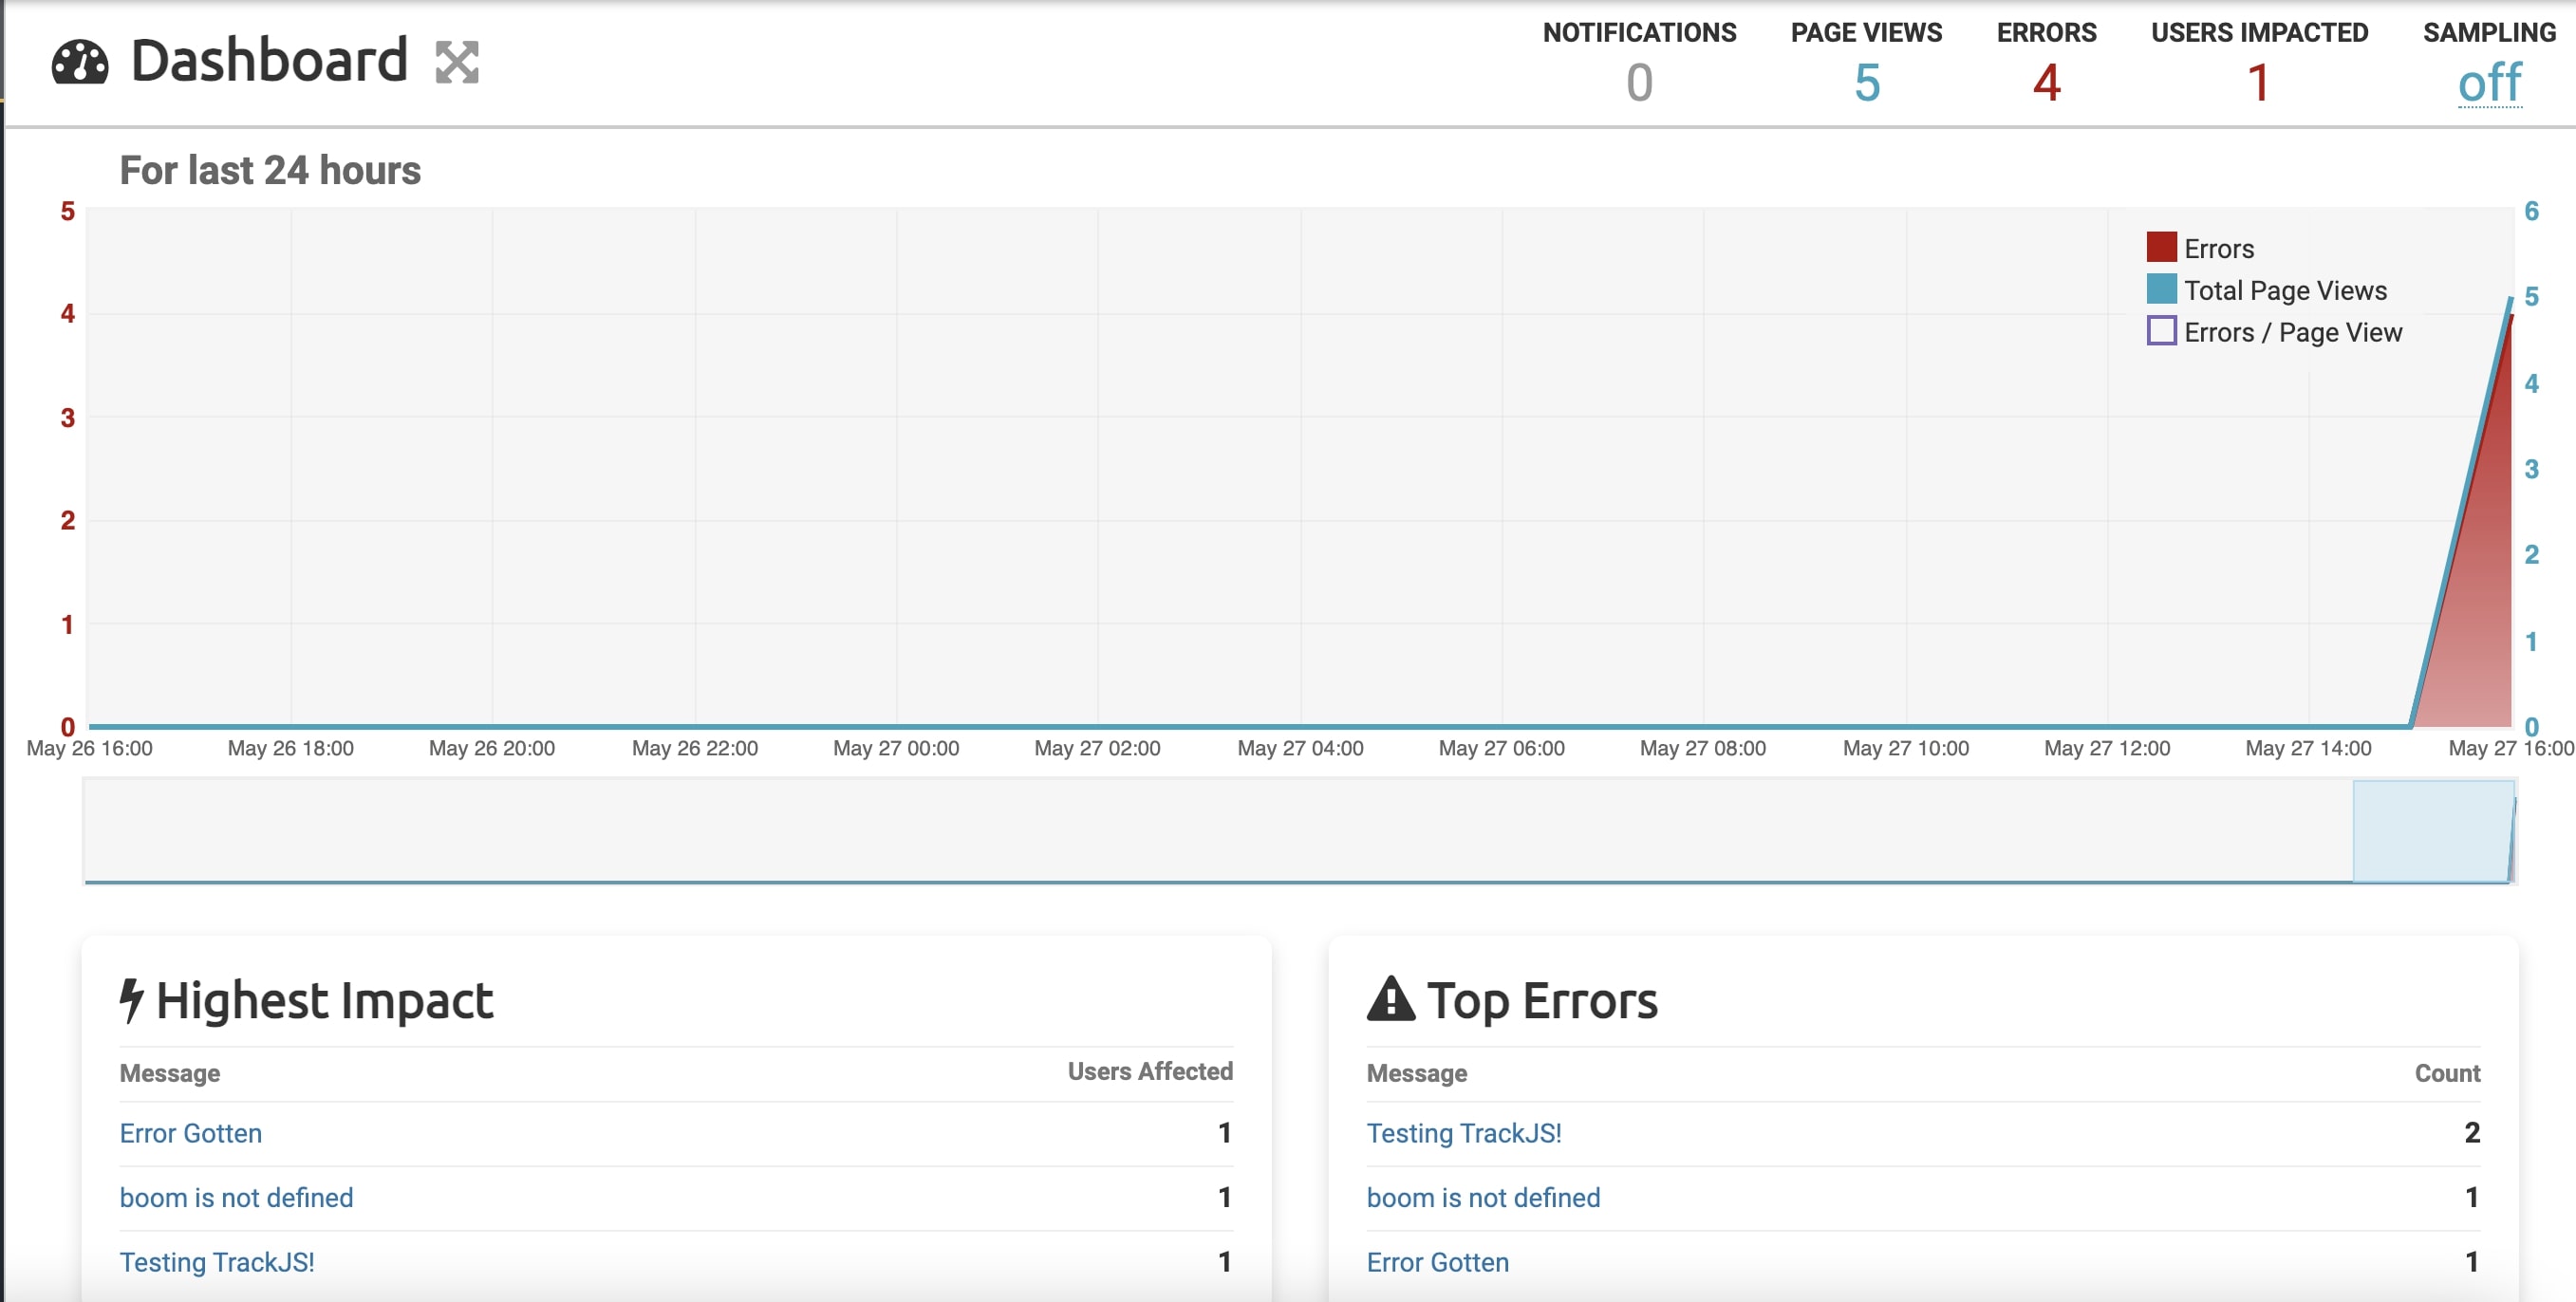 Dashboard
NOTIFICATIONS PAGE VIEWS ERRORS USERS IMPACTED SAMPLING
0 5 4 1 off
For last 24 hours
5
4
3
2
1
0
Errors
Total Page Views
Errors / Page View
6
5
4
3
2
1
0
May 26 16:00 May 26 18:00 May 26 20:00 May 26 22:00 May 27 00:00 May 27 02:00 May 27 04:00 May 27 06:00 May 27 08:00 May 27 10:00 May 27 12:00 May 27 14:00 May 27 16:00
Highest Impact
Message Users Affected
Error Gotten 1
boom is not defined 1
Testing TrackJS! 1
Top Errors
Message Count
Testing TrackJS! 2
boom is not defined 1
Error Gotten 1